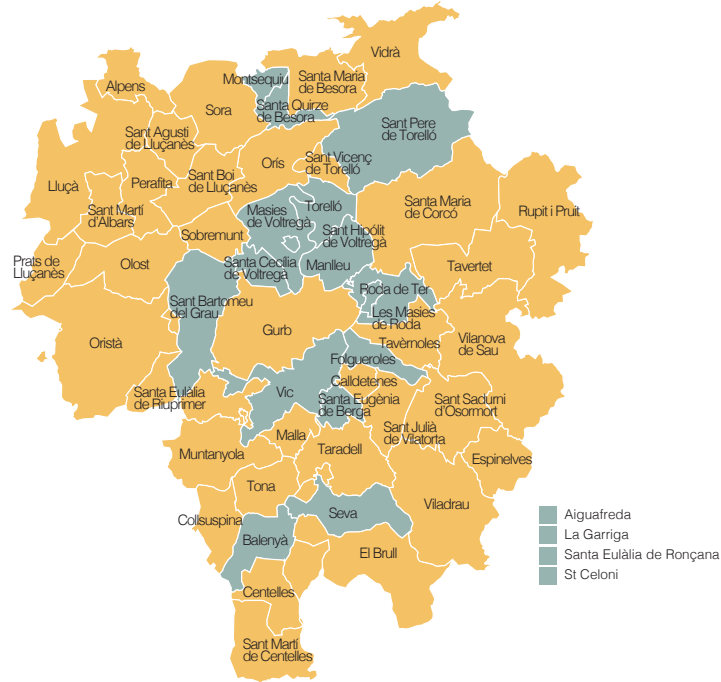 Vidrà
Montsequiu
Santa Maria
de Besora
Alpens
Sora
Santa Quirze
de Besora
Sant Pere
de Torelló
Sant Agustí
de Lluçanès
Orís
Sant Vicenç
de Torelló
Lluçà
Perafita
Sant Boi
de Lluçanès
Sant Martí
d'Albars
Masies
de Voltregà
Torelló
Santa Maria
de Corcó
Rupit i Pruit
Sobremunt
Sant Hipólit
de Voltregà
Prats de
Lluçanès
Olost
Santa Cecília
de Voltregà
Manlleu
Tavertet
Sant Bartomeu
del Grau
Roda de Ter
Les Masies
de Roda
Oristà
Gurb
Tavèrnoles
Vilanova
de Sau
Folgueroles
Santa Eulàlia
de Riuprimer
Vic
Calldetenes
Santa Eugènia
de Berga
Sant Sadurni
d'Osormort
Malla
Sant Julià
de Vilatorta
Muntanyola
Taradell
Espinelves
Tona
Viladrau
Collsuspina
Seva
Balenyà
El Brull
Centelles
Sant Martí
de Centelles
Aiguafreda
La Garriga
Santa Eulàlia de Ronçana
St Celoni